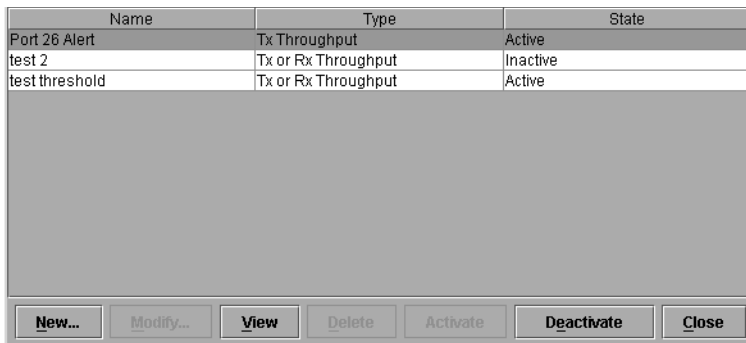 Name Type State
Port 26 Alert Tx Throughput Active
test 2 Tx or Rx Throughput Inactive
test threshold Tx or Rx Throughput Active
New... Modify... View Delete Activate Deactivate Close